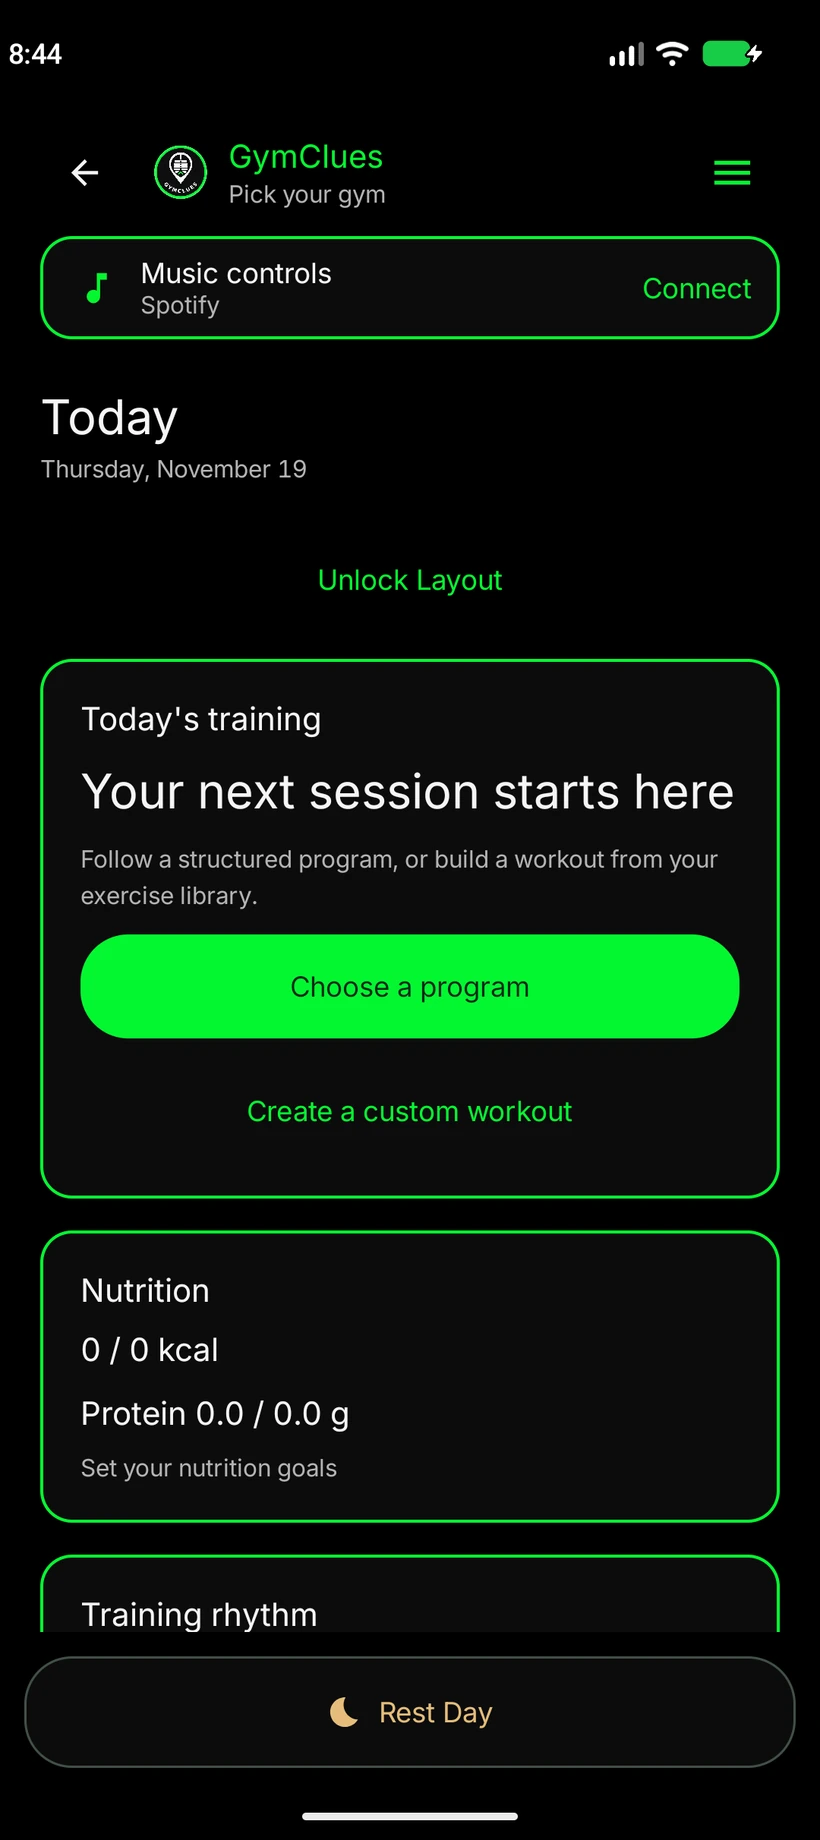 8:44
GymClues
Pick your gym
GYMCLUES
Music controls
Spotify
Connect
Today
Thursday, November 19
Unlock Layout
Today's training
Your next session starts here
Follow a structured program, or build a workout from your
exercise library.
Choose a program
Create a custom workout
Nutrition
0 / 0 kcal
Protein 0.0 / 0.0 g
Set your nutrition goals
Training rhythm
Rest Day